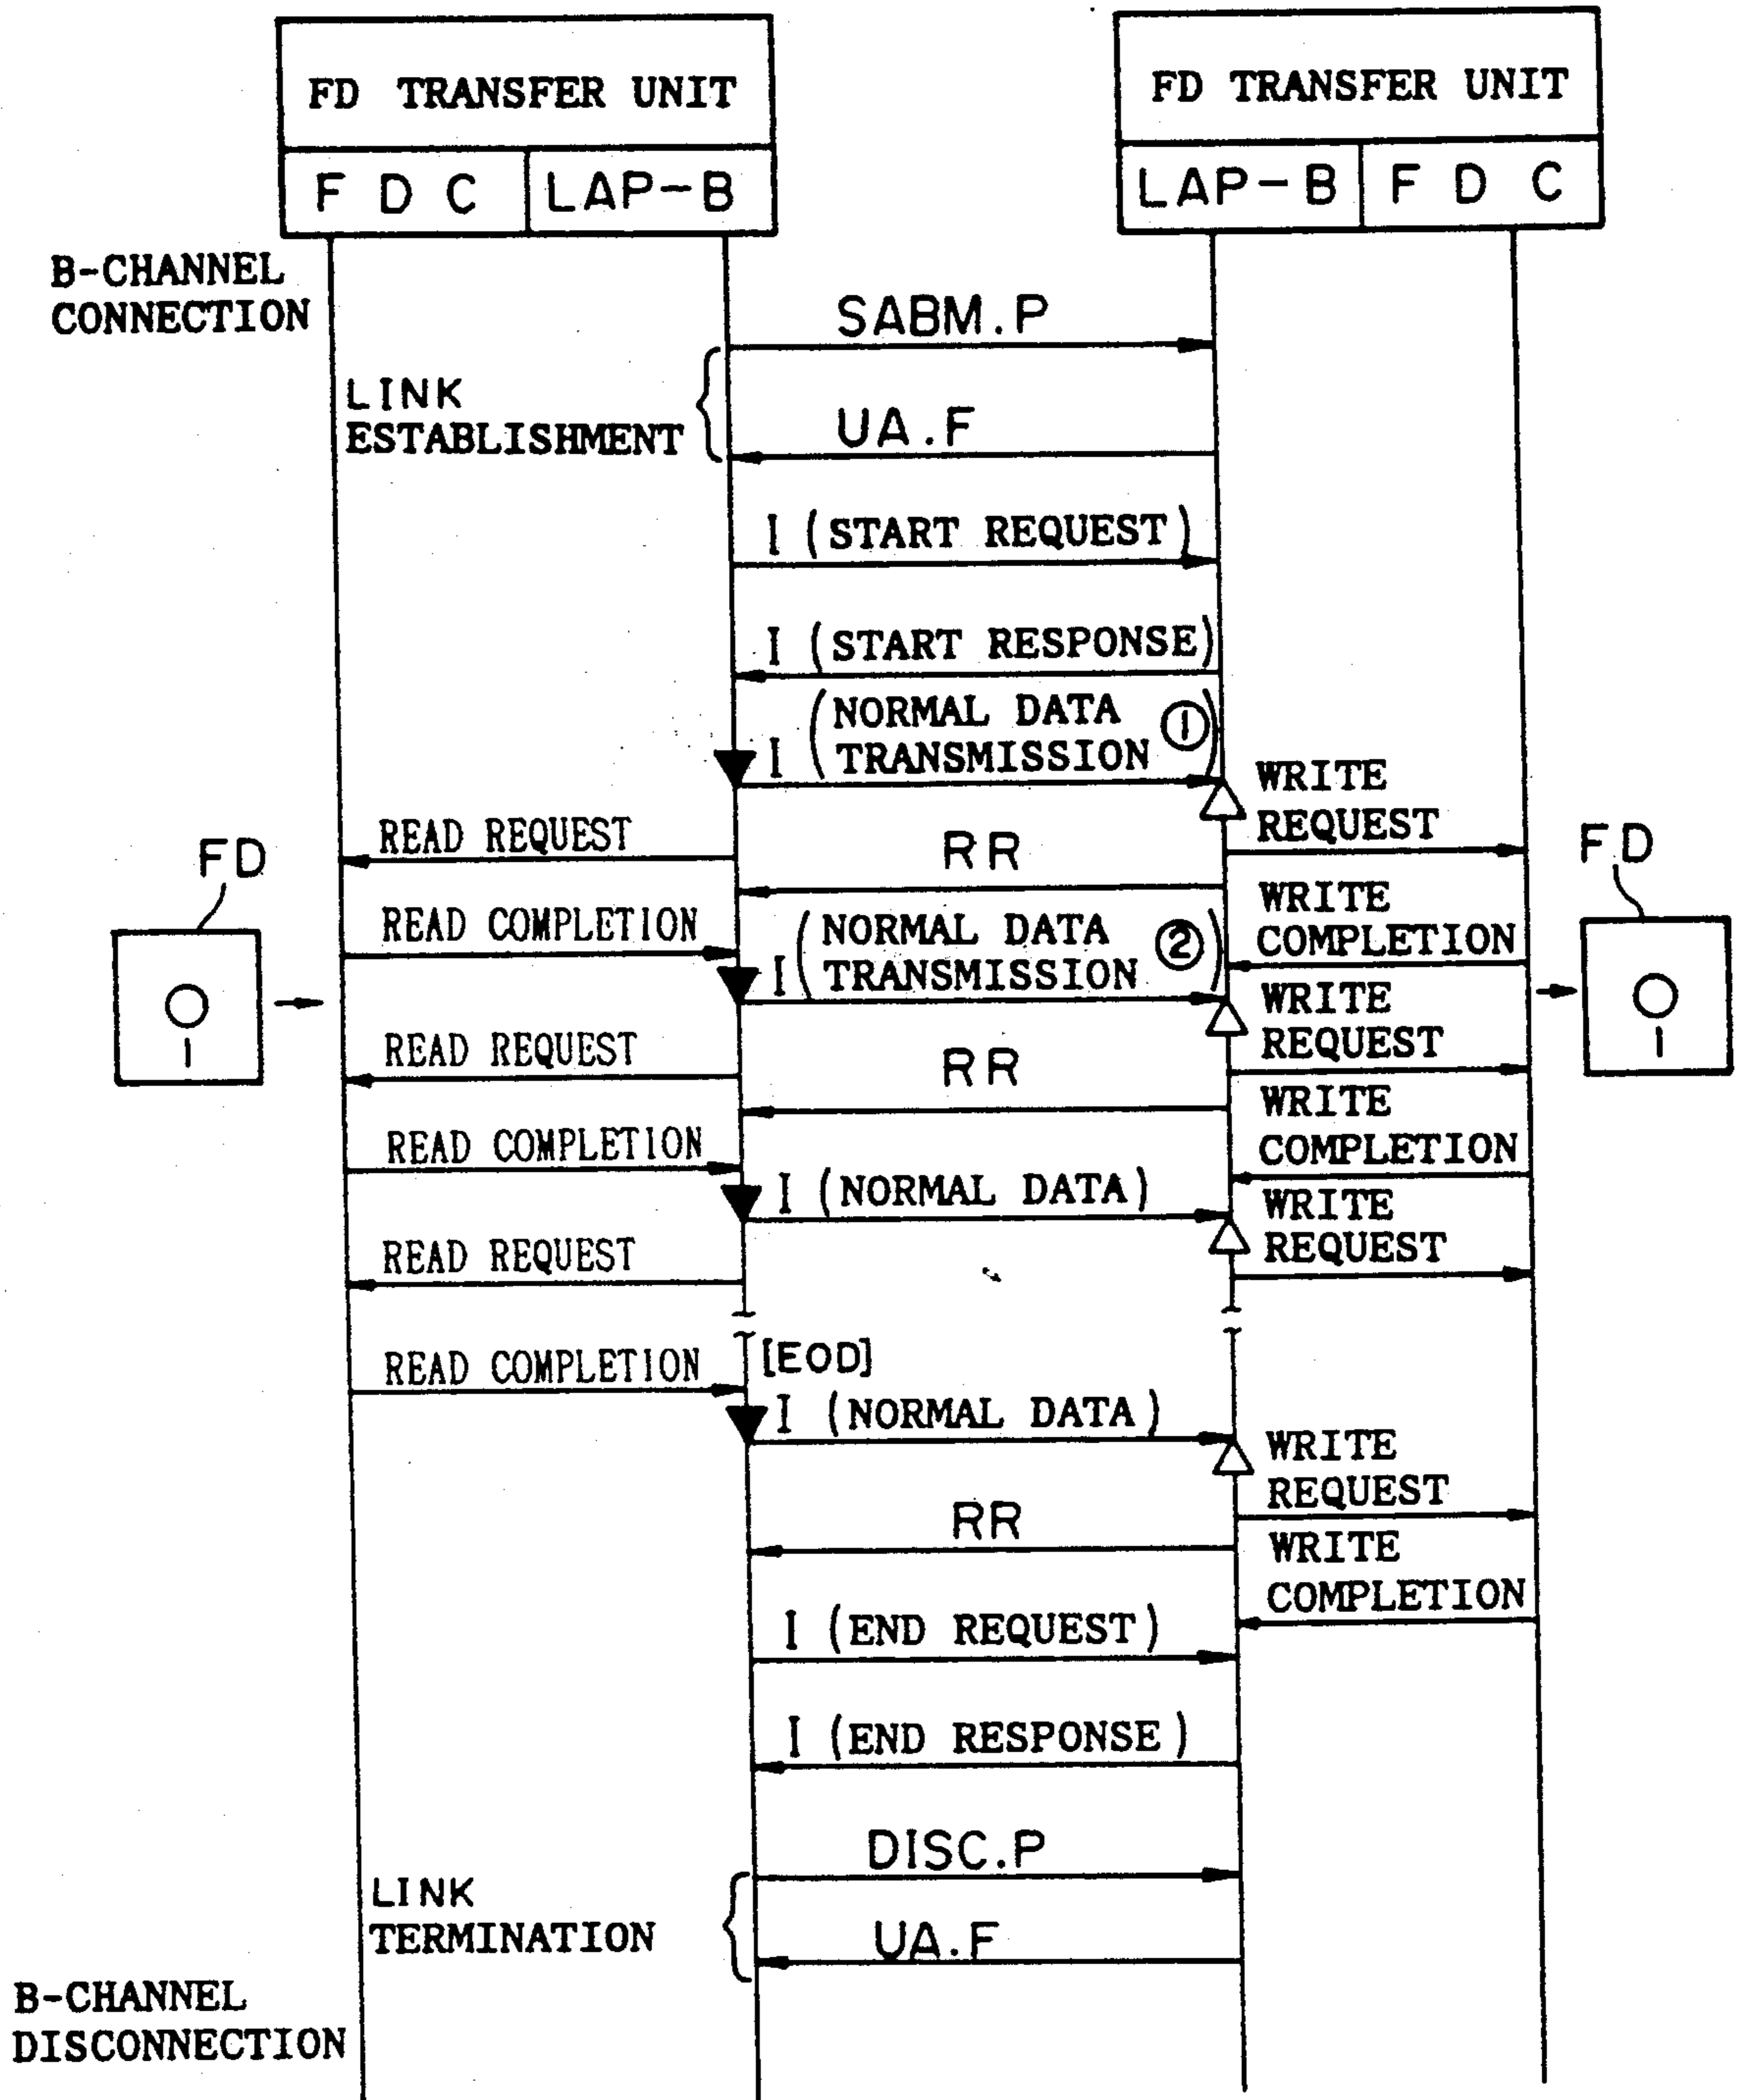 FD TRANSFER UNIT
FD TRANSFER UNIT
F D C
LAP-B
LAP-B
F D C
B-CHANNEL
CONNECTION
SABM.P
LINK
ESTABLISHMENT
UA.F
I (START REQUEST)
I (START RESPONSE)
I (NORMAL DATA
TRANSMISSION ①)
WRITE
REQUEST
READ REQUEST
RR
FD
FD
READ COMPLETION
WRITE
COMPLETION
I (NORMAL DATA
TRANSMISSION ②)
WRITE
REQUEST
READ REQUEST
RR
WRITE
COMPLETION
READ COMPLETION
I (NORMAL DATA)
WRITE
REQUEST
READ REQUEST
READ COMPLETION
[EOD]
I (NORMAL DATA)
WRITE
REQUEST
RR
WRITE
COMPLETION
I (END REQUEST)
I (END RESPONSE)
DISC.P
LINK
TERMINATION
UA.F
B-CHANNEL
DISCONNECTION